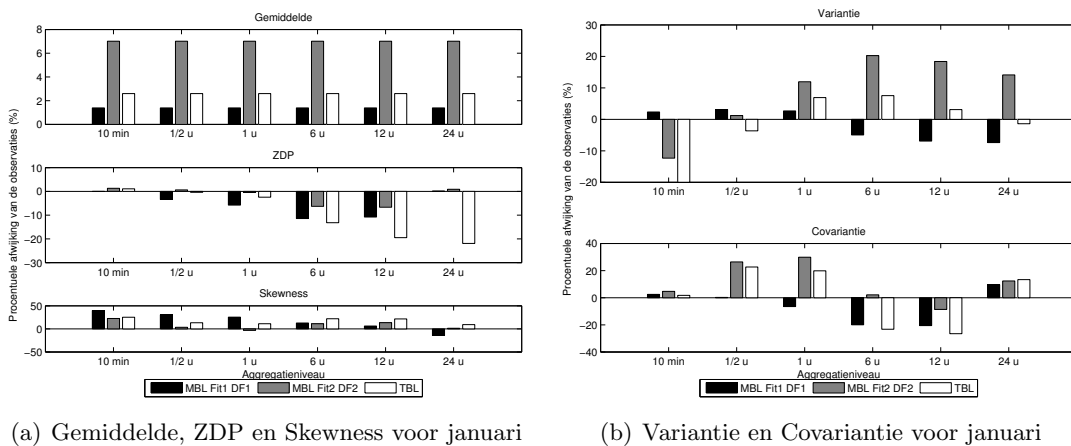 Gemiddelde
8
6
4
2
0
10 min 1/2 u 1 u 6 u 12 u 24 u
ZDP
10
0
−10
−20
−30
10 min 1/2 u 1 u 6 u 12 u 24 u
Skewness
50
0
−50
10 min 1/2 u 1 u 6 u 12 u 24 u
Aggregatieniveau
Procentuele afwijking van de observaties (%)
MBL Fit1 DF1 MBL Fit2 DF2 TBL
(a) Gemiddelde, ZDP en Skewness voor januari
Variantie
30
20
10
0
−10
−20
10 min 1/2 u 1 u 6 u 12 u 24 u
Covariantie
40
20
0
−20
−40
10 min 1/2 u 1 u 6 u 12 u 24 u
Aggregatieniveau
Procentuele afwijking van de observaties (%)
MBL Fit1 DF1 MBL Fit2 DF2 TBL
(b) Variantie en Covariantie voor januari